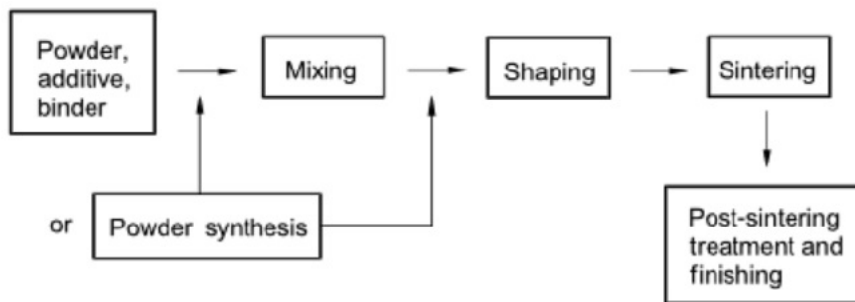 Powder,
additive,
binder
Mixing
Shaping
Sintering
or
Powder synthesis
Post-sintering
treatment and
finishing